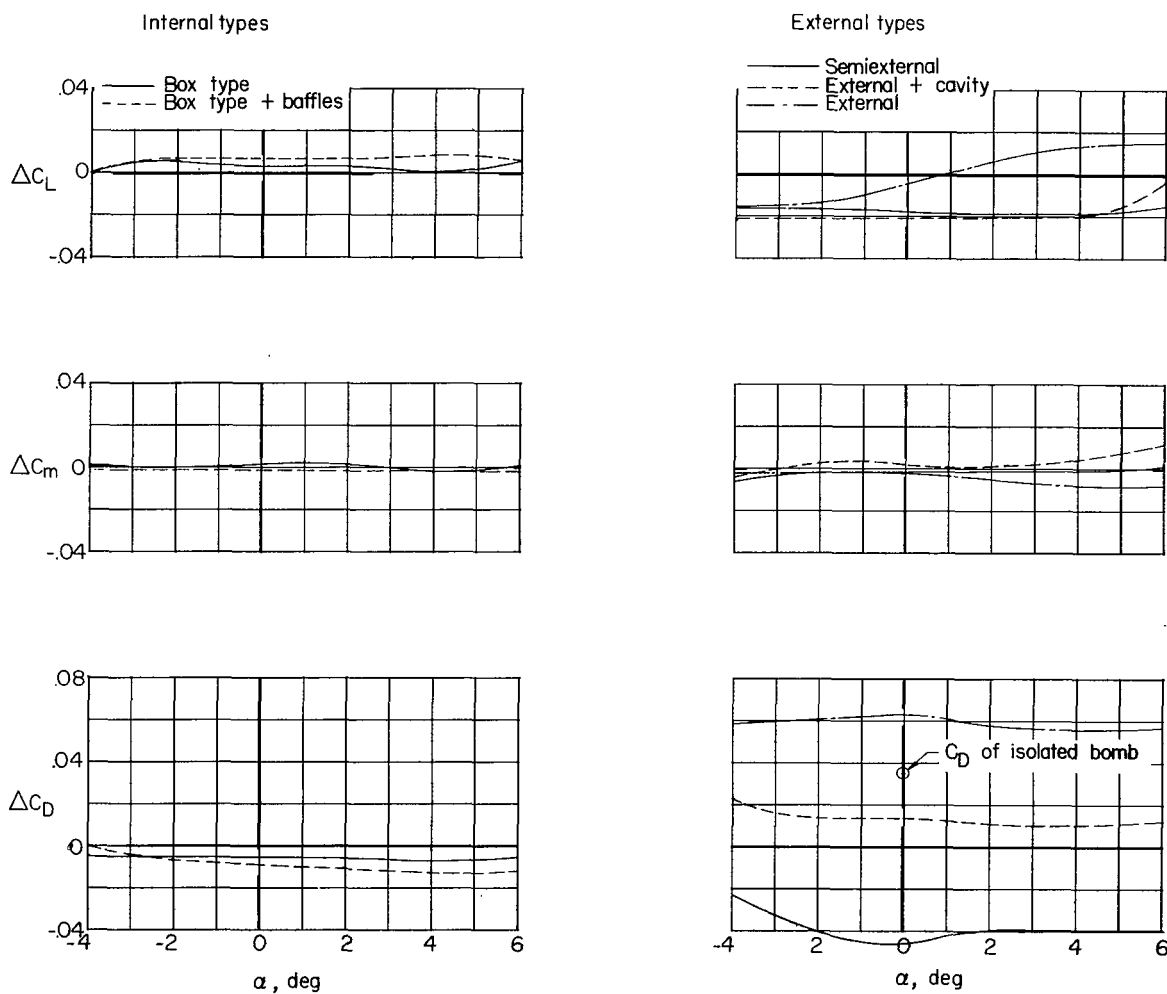 Internal types
External types
Box type
Box type + baffles
Semiexternal
External + cavity
External
.04
0
-.04
ΔC_L
.04
0
-.04
ΔC_m
.08
.04
0
-.04
ΔC_D
C_D of isolated bomb
-4 -2 0 2 4 6
-4 -2 0 2 4 6
α, deg
α, deg